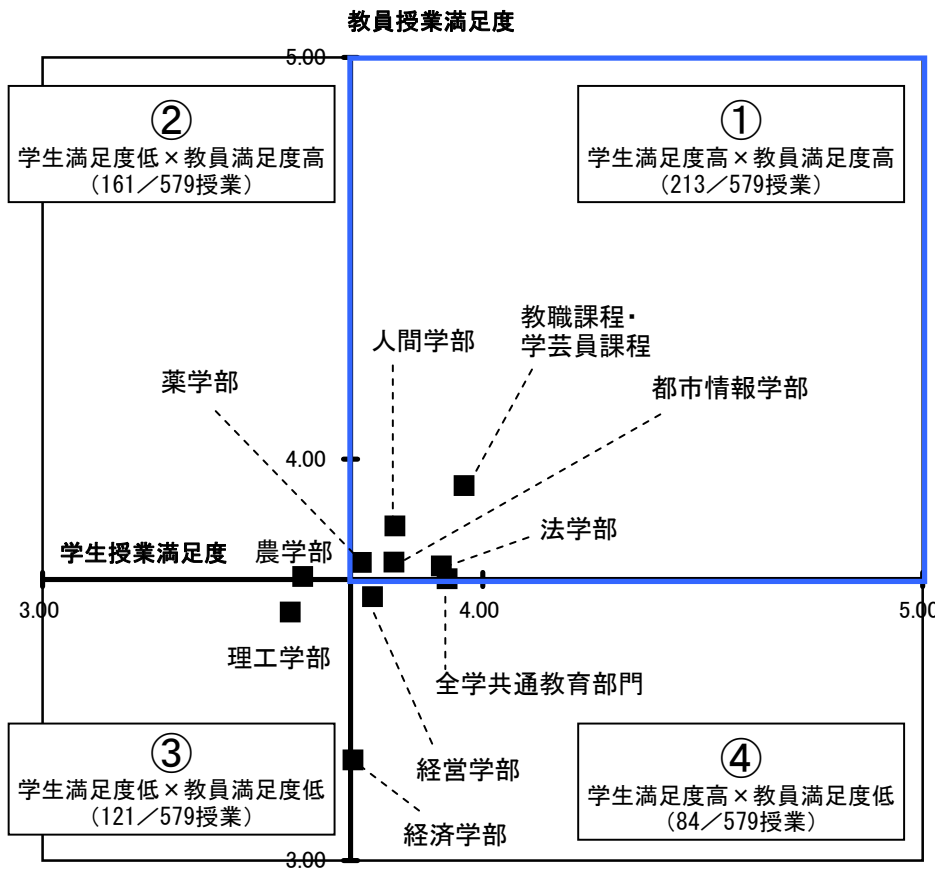 教員授業満足度
5.00
②
学生満足度低×教員満足度高
(161／579授業)
①
学生満足度高×教員満足度高
(213／579授業)
教職課程・
学芸員課程
人間学部
薬学部
都市情報学部
4.00
法学部
学生授業満足度
農学部
3.00
4.00
5.00
理工学部
全学共通教育部門
③
学生満足度低×教員満足度低
(121／579授業)
経営学部
④
学生満足度高×教員満足度低
(84／579授業)
経済学部
3.00